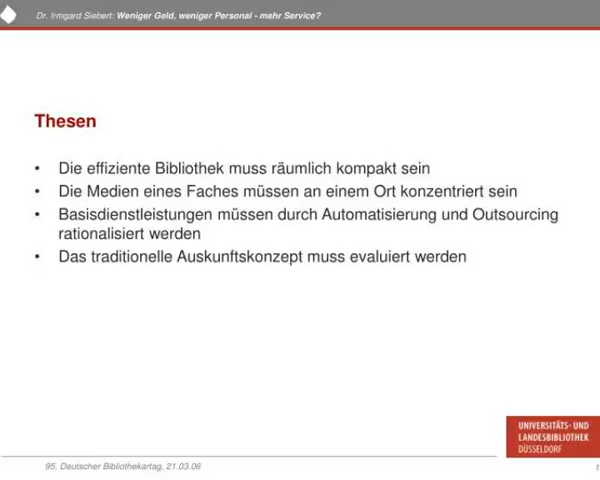 Dr. Irmgard Siebert: Weniger Geld, weniger Personal - mehr Service?
Thesen
• Die effiziente Bibliothek muss räumlich kompakt sein
• Die Medien eines Faches müssen an einem Ort konzentriert sein
• Basisdienstleistungen müssen durch Automatisierung und Outsourcing
rationalisiert werden
• Das traditionelle Auskunftskonzept muss evaluiert werden
UNIVERSITÄTS- UND
LANDESBIBLIOTHEK
DÜSSELDORF
95. Deutscher Bibliothekartag, 21.03.06
1